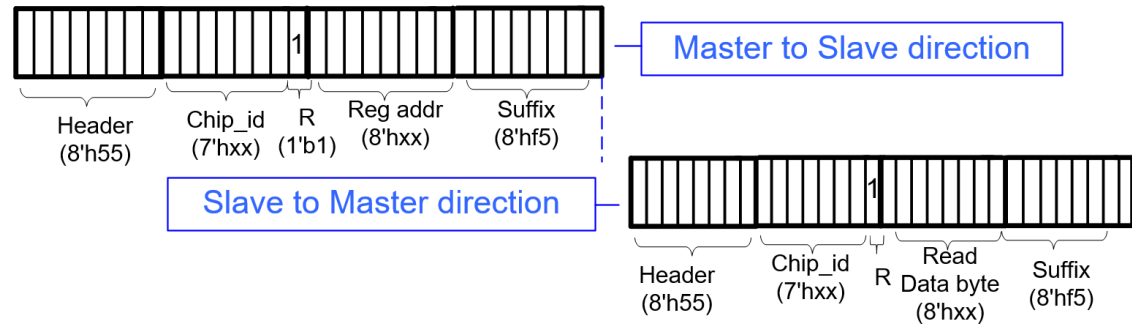 1
Master to Slave direction
Header
(8'h55)
Chip_id
(7'hxx)
R
(1'b1)
Reg addr
(8'hxx)
Suffix
(8'hf5)
Slave to Master direction
1
Header
(8'h55)
Chip_id
(7'hxx)
R
Read
Data byte
(8'hxx)
Suffix
(8'hf5)